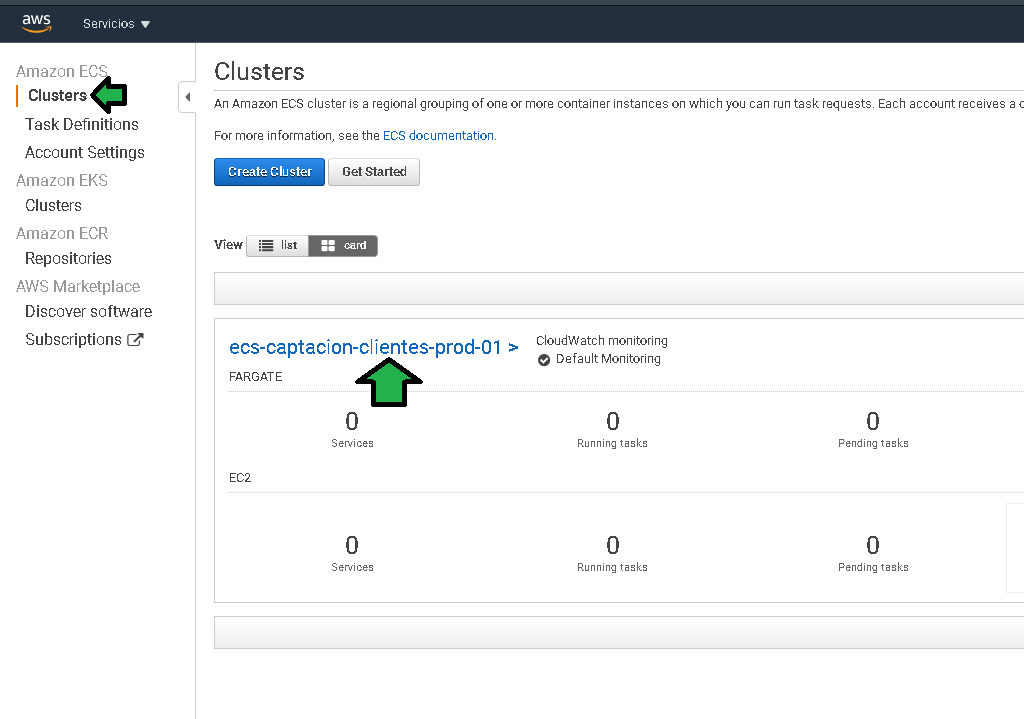 aws
Servicios
Amazon ECS
Clusters
Task Definitions
Account Settings
Amazon EKS
Clusters
Amazon ECR
Repositories
AWS Marketplace
Discover software
Subscriptions
Clusters
An Amazon ECS cluster is a regional grouping of one or more container instances on which you can run task requests. Each account receives a
For more information, see the ECS documentation.
Create Cluster Get Started
View list card
ecs-captacion-clientes-prod-01 >
CloudWatch monitoring
Default Monitoring
FARGATE
0 0 0
Services Running tasks Pending tasks
EC2
0 0 0
Services Running tasks Pending tasks